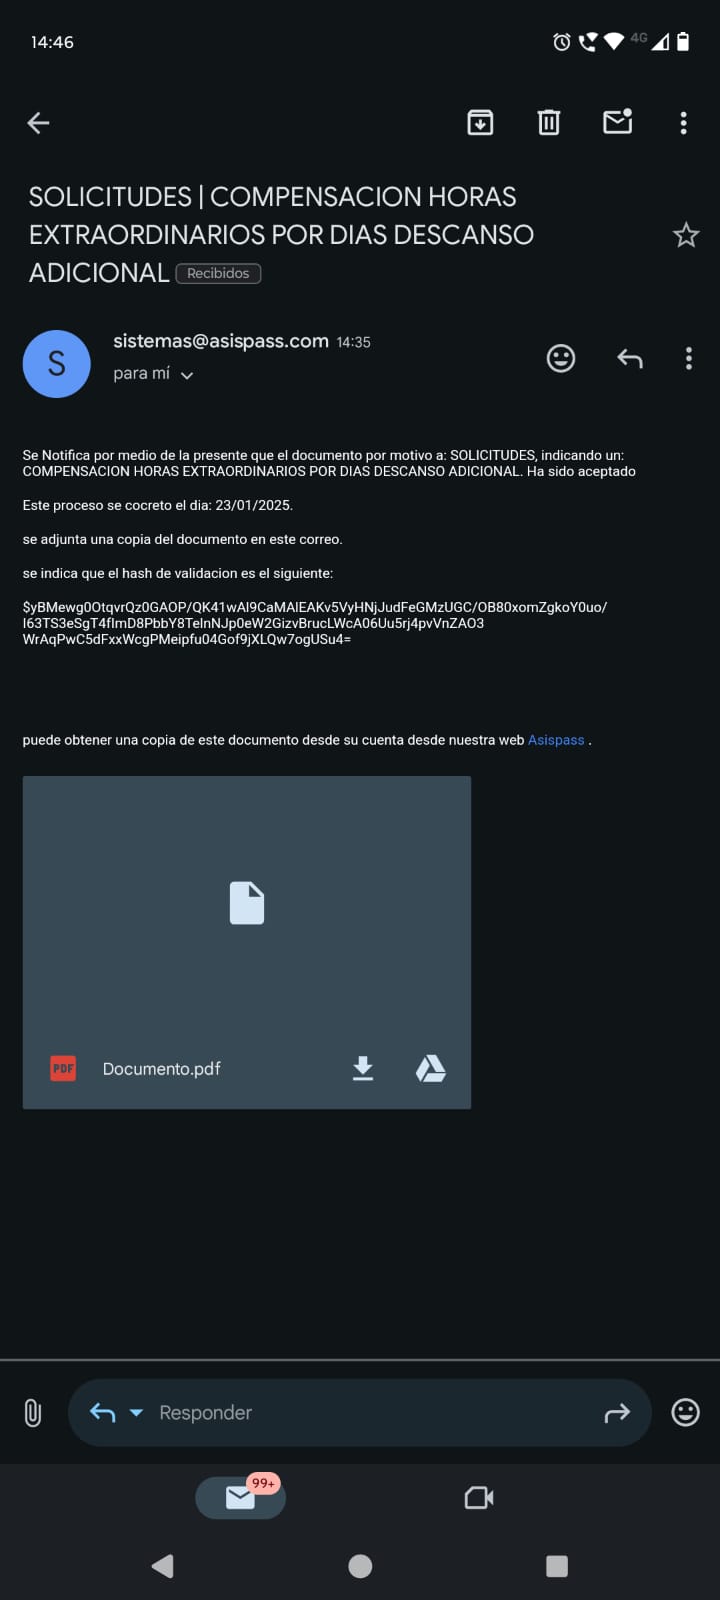 14:46
4G
SOLICITUDES | COMPENSACION HORAS
EXTRAORDINARIOS POR DIAS DESCANSO
ADICIONAL Recibidos
S
sistemas@asispass.com 14:35
para mí
Se Notifica por medio de la presente que el documento por motivo a: SOLICITUDES, indicando un:
COMPENSACION HORAS EXTRAORDINARIOS POR DIAS DESCANSO ADICIONAL. Ha sido aceptado
Este proceso se cocreto el dia: 23/01/2025.
se adjunta una copia del documento en este correo.
se indica que el hash de validacion es el siguiente:
$yBMewg0OtqvrQz0GAOP/QK41wAI9CaMAlEAKv5VyHNjJudFeGMzUGC/OB80xomZgkoY0uo/
I63TS3eSgT4fImD8PbbY8TelnNJp0eW2GizvBrucLWcA06Uu5rj4pvVnZAO3
WrAqPwC5dFxxWcgPMeipfu04Gof9jXLQw7ogUSu4=
puede obtener una copia de este documento desde su cuenta desde nuestra web Asispass .
PDF Documento.pdf
Responder
99+